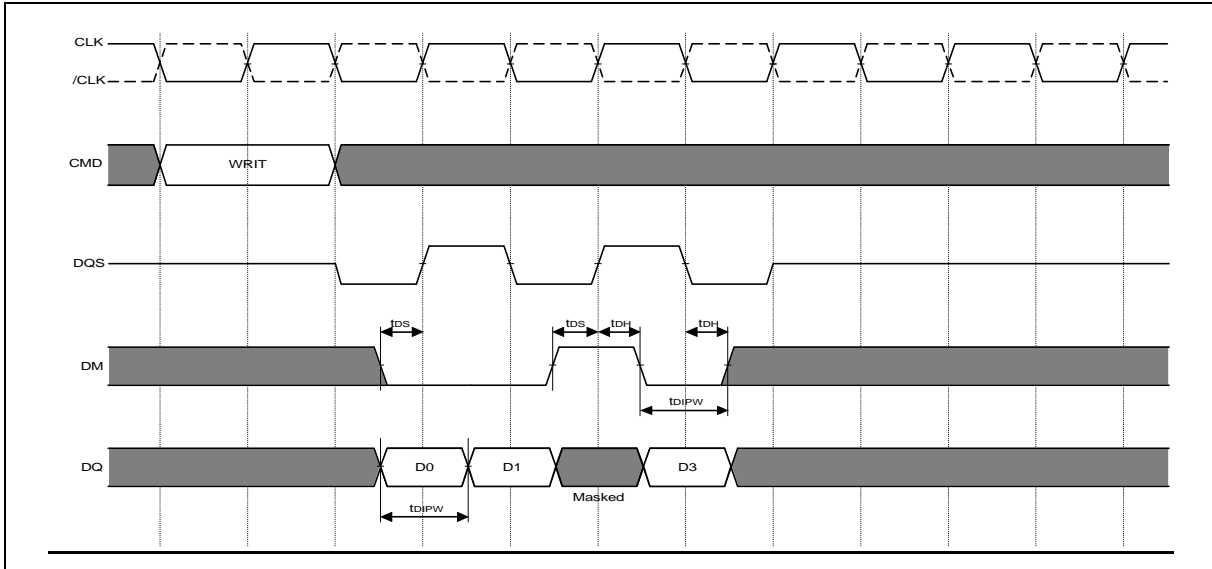 CLK
/CLK
CMD
WRIT
DQS
tDS
tDS
tDH
tDH
DM
tDIPW
DQ
D0
D1
D3
Masked
tDIPW